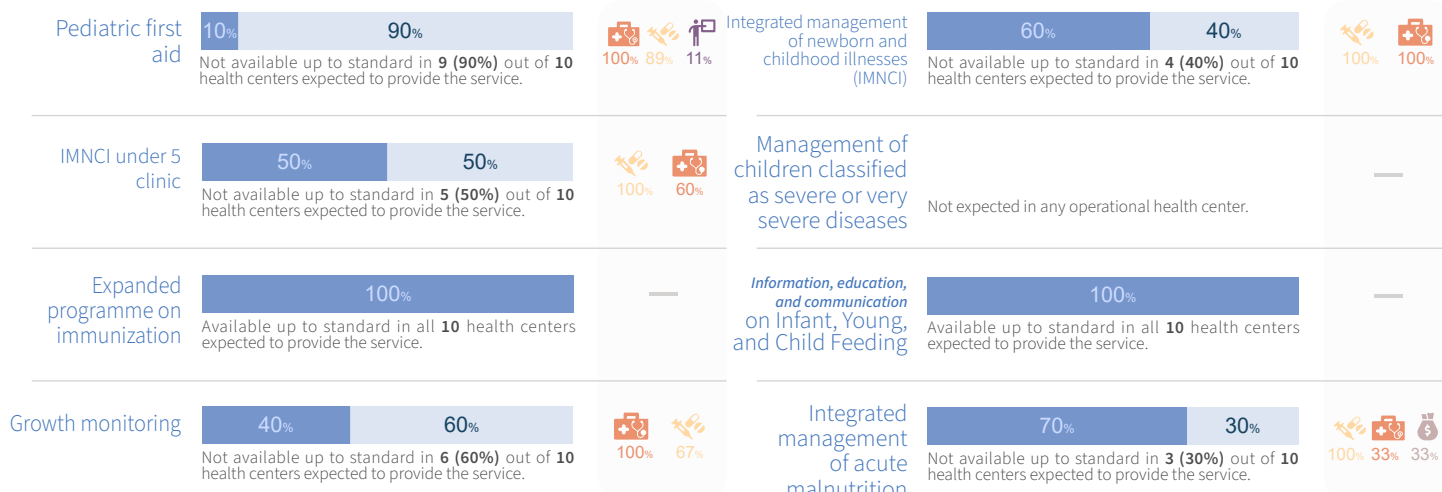 Pediatric first
aid
10%
90%
Not available up to standard in 9 (90%) out of 10
health centers expected to provide the service.
100% 89% 11%
Integrated management
of newborn and
childhood illnesses
(IMNCI)
60%
40%
Not available up to standard in 4 (40%) out of 10
health centers expected to provide the service.
100% 100%
IMNCI under 5
clinic
50%
50%
Not available up to standard in 5 (50%) out of 10
health centers expected to provide the service.
100% 60%
Management of
children classified
as severe or very
severe diseases
Not expected in any operational health center.
Expanded
programme on
immunization
100%
Available up to standard in all 10 health centers
expected to provide the service.
Information, education,
and communication
on Infant, Young,
and Child Feeding
100%
Available up to standard in all 10 health centers
expected to provide the service.
Growth monitoring
40%
60%
Not available up to standard in 6 (60%) out of 10
health centers expected to provide the service.
100% 67%
Integrated
management
of acute
malnutrition
70%
30%
Not available up to standard in 3 (30%) out of 10
health centers expected to provide the service.
100% 33% 33%